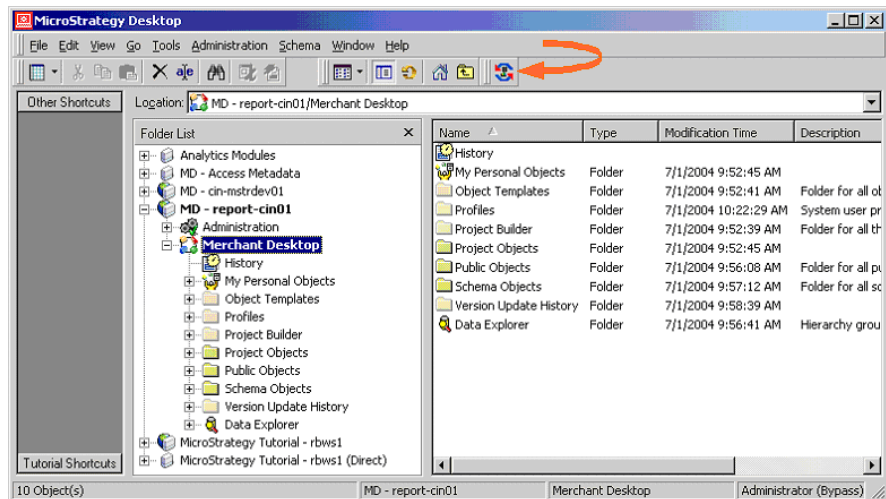 MicroStrategy Desktop
File Edit View Go Tools Administration Schema Window Help
Other Shortcuts
Location: MD - report-cin01/Merchant Desktop
Folder List
Analytics Modules
MD - Access Metadata
MD - cin-mstrdev01
MD - report-cin01
Administration
Merchant Desktop
History
My Personal Objects
Object Templates
Profiles
Project Builder
Project Objects
Public Objects
Schema Objects
Version Update History
Data Explorer
MicroStrategy Tutorial - rbws1
MicroStrategy Tutorial - rbws1 (Direct)
Name Type Modification Time Description
History
My Personal Objects Folder 7/1/2004 9:52:45 AM
Object Templates Folder 7/1/2004 9:52:41 AM Folder for all ob
Profiles Folder 7/1/2004 10:22:29 AM System user pr
Project Builder Folder 7/1/2004 9:52:39 AM Folder for all th
Project Objects Folder 7/1/2004 9:52:45 AM
Public Objects Folder 7/1/2004 9:56:08 AM Folder for all pu
Schema Objects Folder 7/1/2004 9:57:12 AM Folder for all sc
Version Update History Folder 7/1/2004 9:58:39 AM
Data Explorer Folder 7/1/2004 9:56:41 AM Hierarchy grou
Tutorial Shortcuts
10 Object(s) MD - report-cin01 Merchant Desktop Administrator (Bypass)